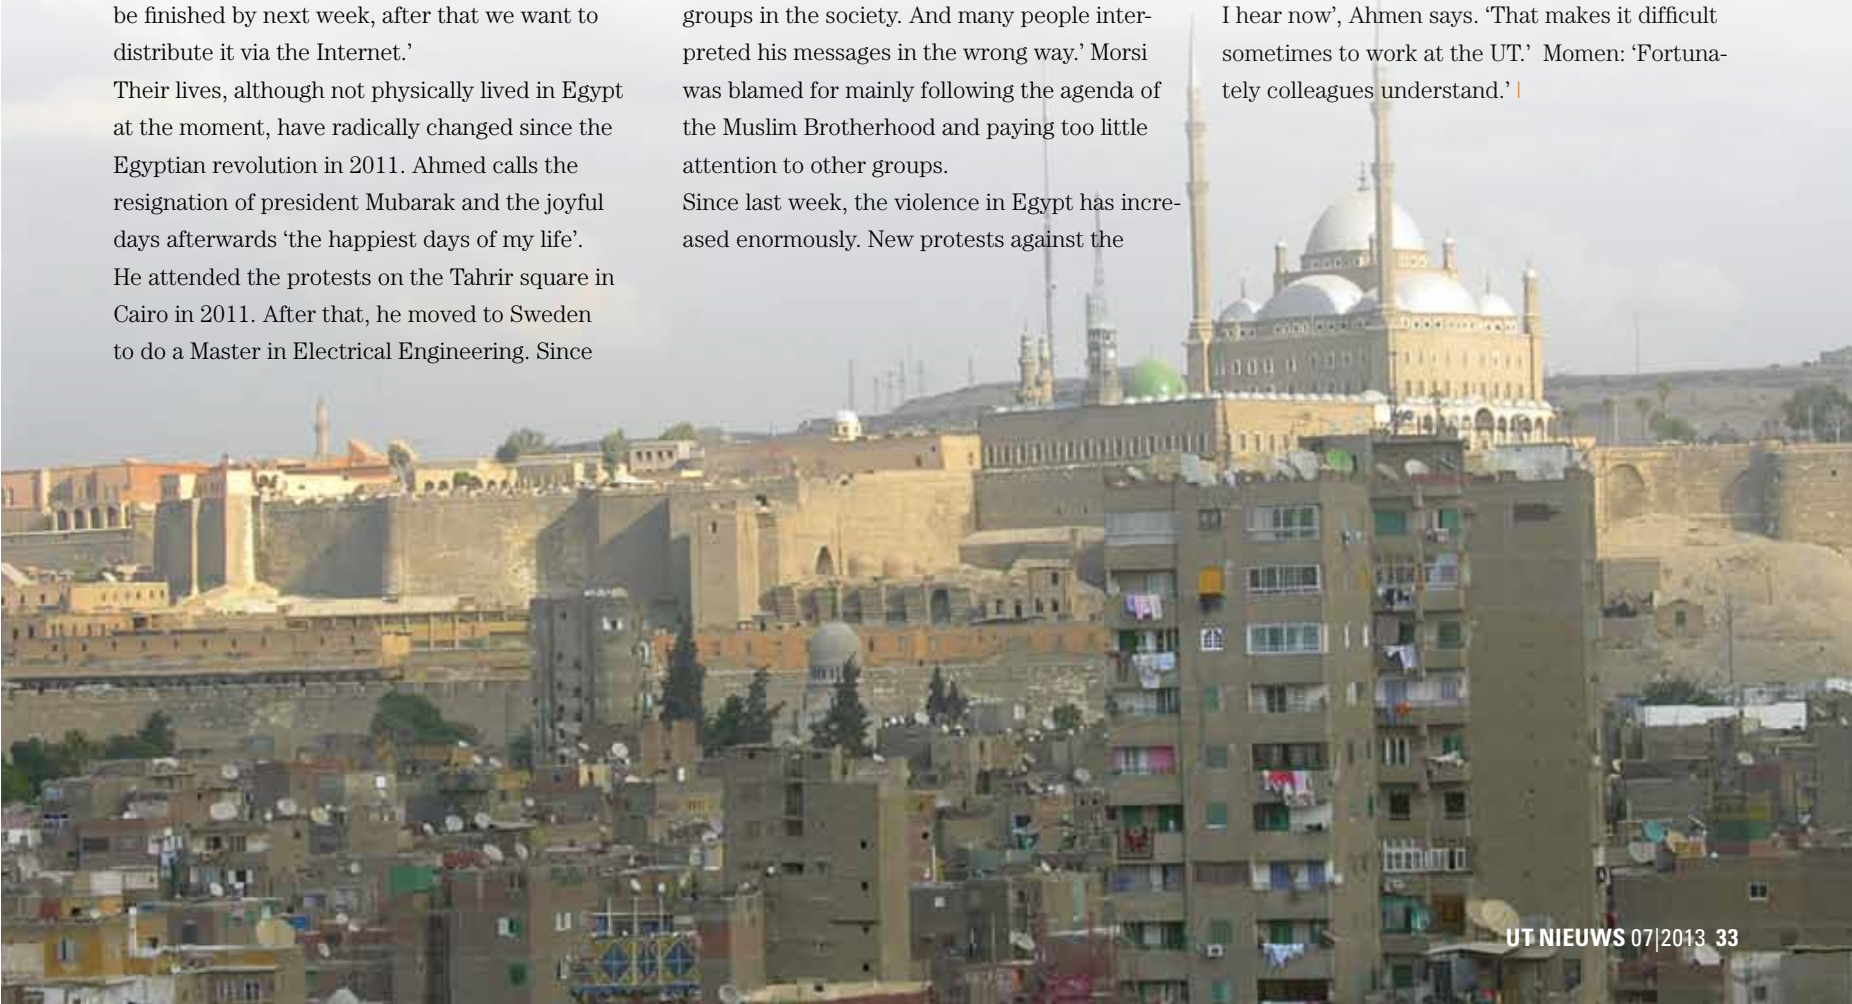 be finished by next week, after that we want to
distribute it via the Internet.’
Their lives, although not physically lived in Egypt
at the moment, have radically changed since the
Egyptian revolution in 2011. Ahmed calls the
resignation of president Mubarak and the joyful
days afterwards ‘the happiest days of my life’.
He attended the protests on the Tahrir square in
Cairo in 2011. After that, he moved to Sweden
to do a Master in Electrical Engineering. Since
groups in the society. And many people inter-
preted his messages in the wrong way.’ Morsi
was blamed for mainly following the agenda of
the Muslim Brotherhood and paying too little
attention to other groups.
Since last week, the violence in Egypt has incre-
ased enormously. New protests against the
I hear now’, Ahmen says. ‘That makes it difficult
sometimes to work at the UT.’ Momen: ‘Fortuna-
tely colleagues understand.’ |
UT NIEUWS 07|2013 33